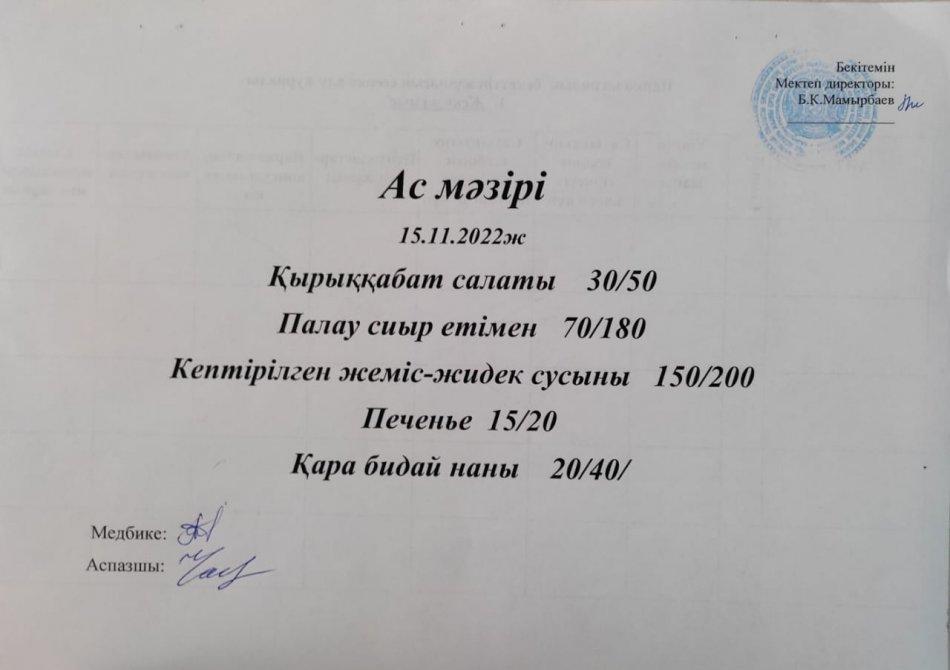 Бекітемін
Мектеп директоры:
Б.К.Мамырбаев
Ас мәзірі
15.11.2022ж
Қырыққабат салаты 30/50
Палау сиыр етімен 70/180
Кептірілген жеміс-жидек сусыны 150/200
Печенье 15/20
Қара бидай наны 20/40/
Медбике:
Аспазшы: